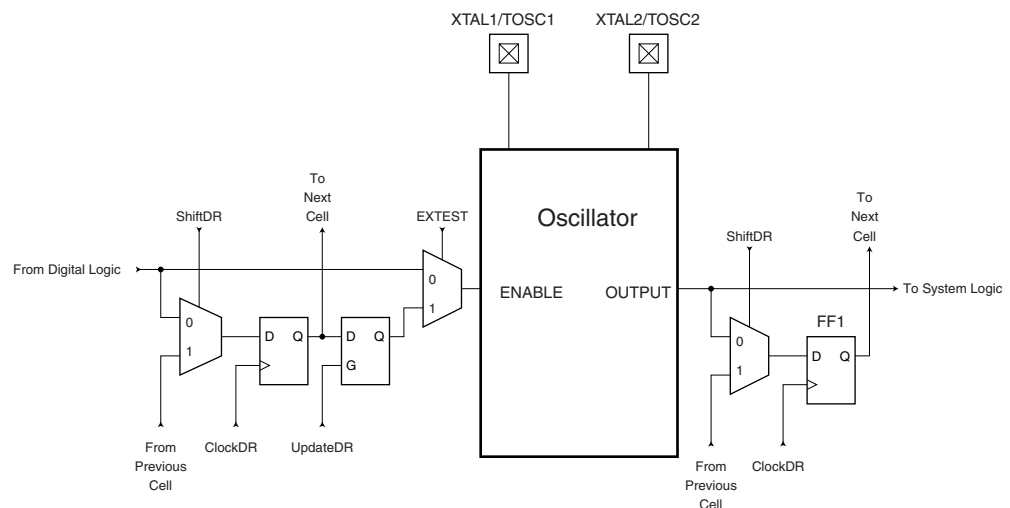 XTAL1/TOSC1
XTAL2/TOSC2
To
Next
Cell
ShiftDR
EXTEST
From Digital Logic
0
1
D Q
D Q
G
0
1
From
Previous
Cell
ClockDR
UpdateDR
Oscillator
ENABLE
OUTPUT
To
Next
Cell
ShiftDR
To System Logic
FF1
0
1
D Q
From
Previous
Cell
ClockDR